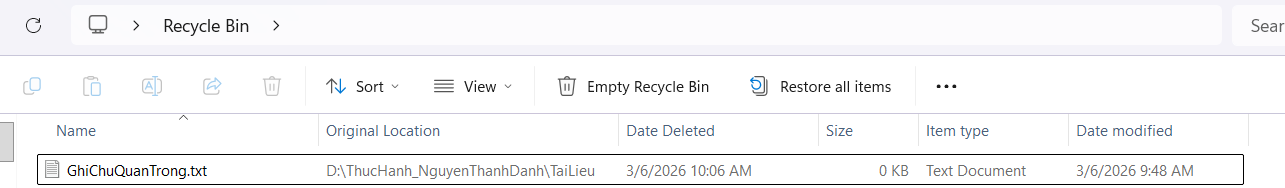 Recycle Bin
Sear
Sort View Empty Recycle Bin Restore all items
Name Original Location Date Deleted Size Item type Date modified
GhiChuQuanTrong.txt D:\ThucHanh_NguyenThanhDanh\TaiLieu 3/6/2026 10:06 AM 0 KB Text Document 3/6/2026 9:48 AM